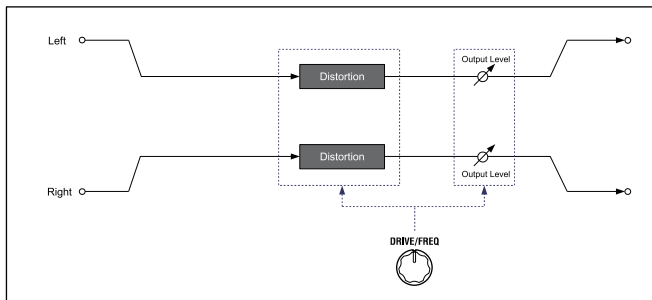 Left
Output Level
Distortion
Distortion
Output Level
Right
DRIVE/FREQ